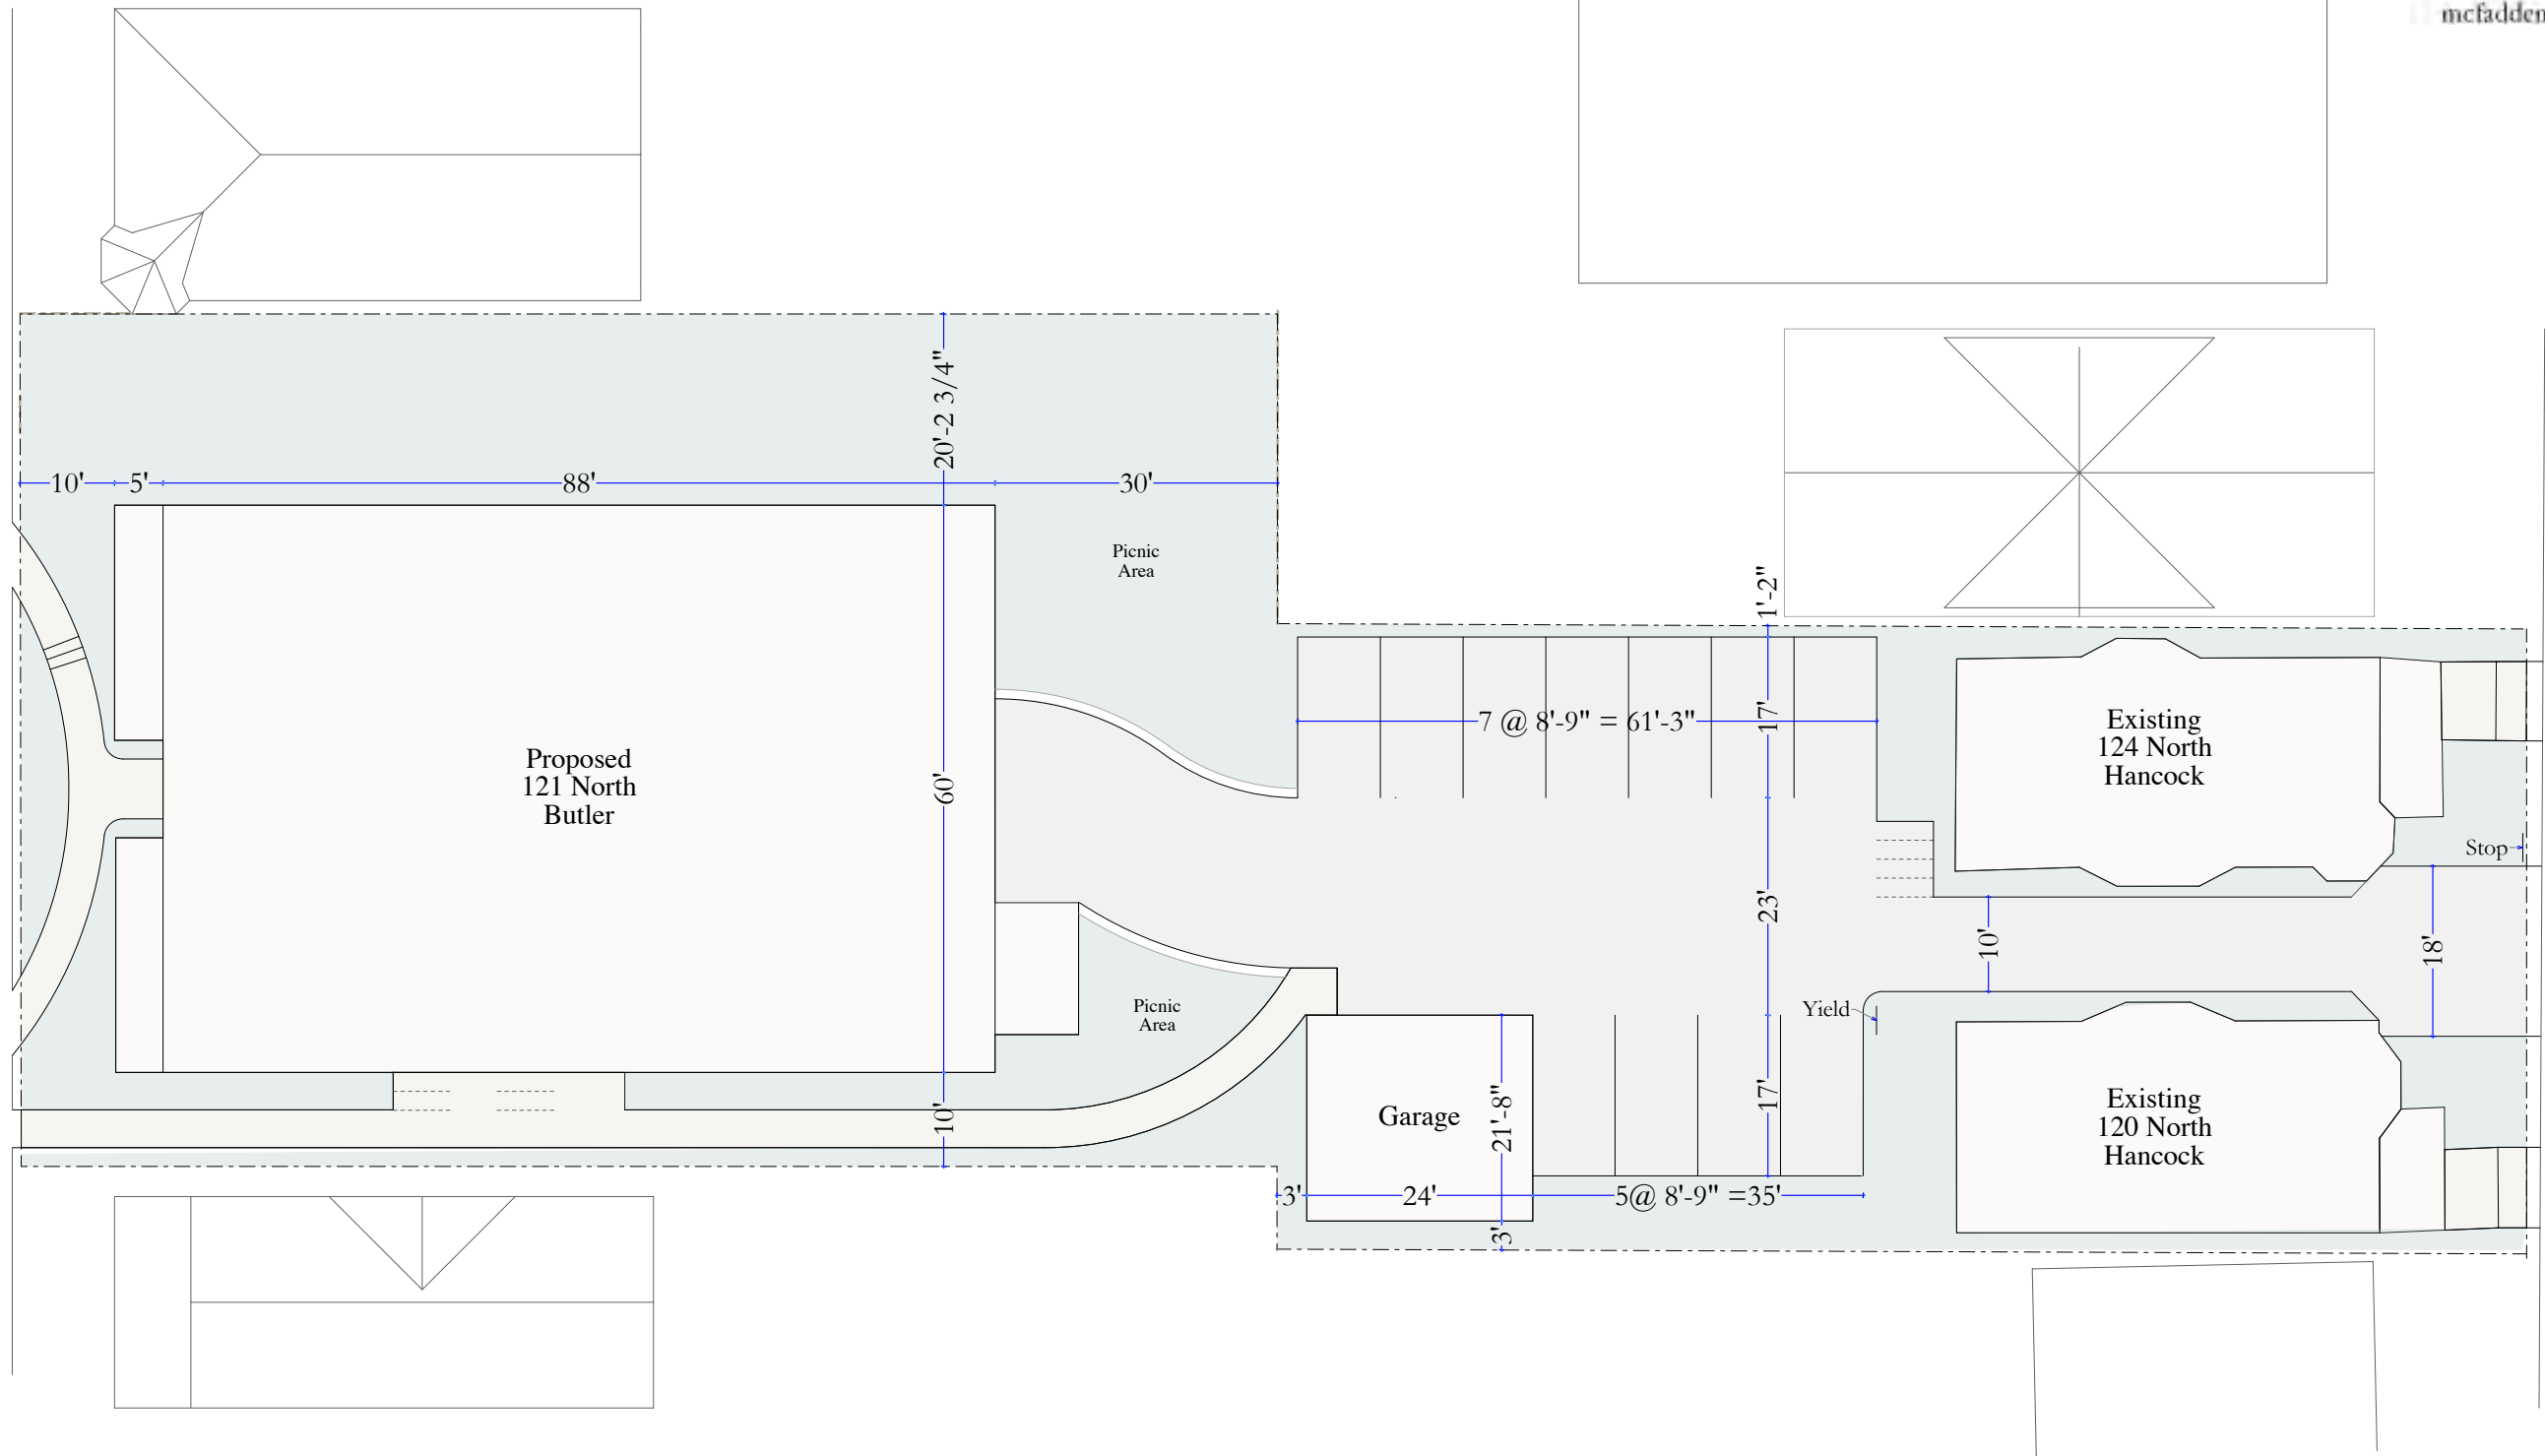 mcfadden
20'-2 3/4"
10'
5'
88'
30'
Picnic
Area
1'-2"
7 @ 8'-9" = 61'-3"
17'
Existing
124 North
Hancock
Proposed
121 North
Butler
60'
Stop
23'
10'
18'
Picnic
Area
Yield
10'
Garage
21'-8"
17'
Existing
120 North
Hancock
3'
24'
5@ 8'-9" =35'
3'